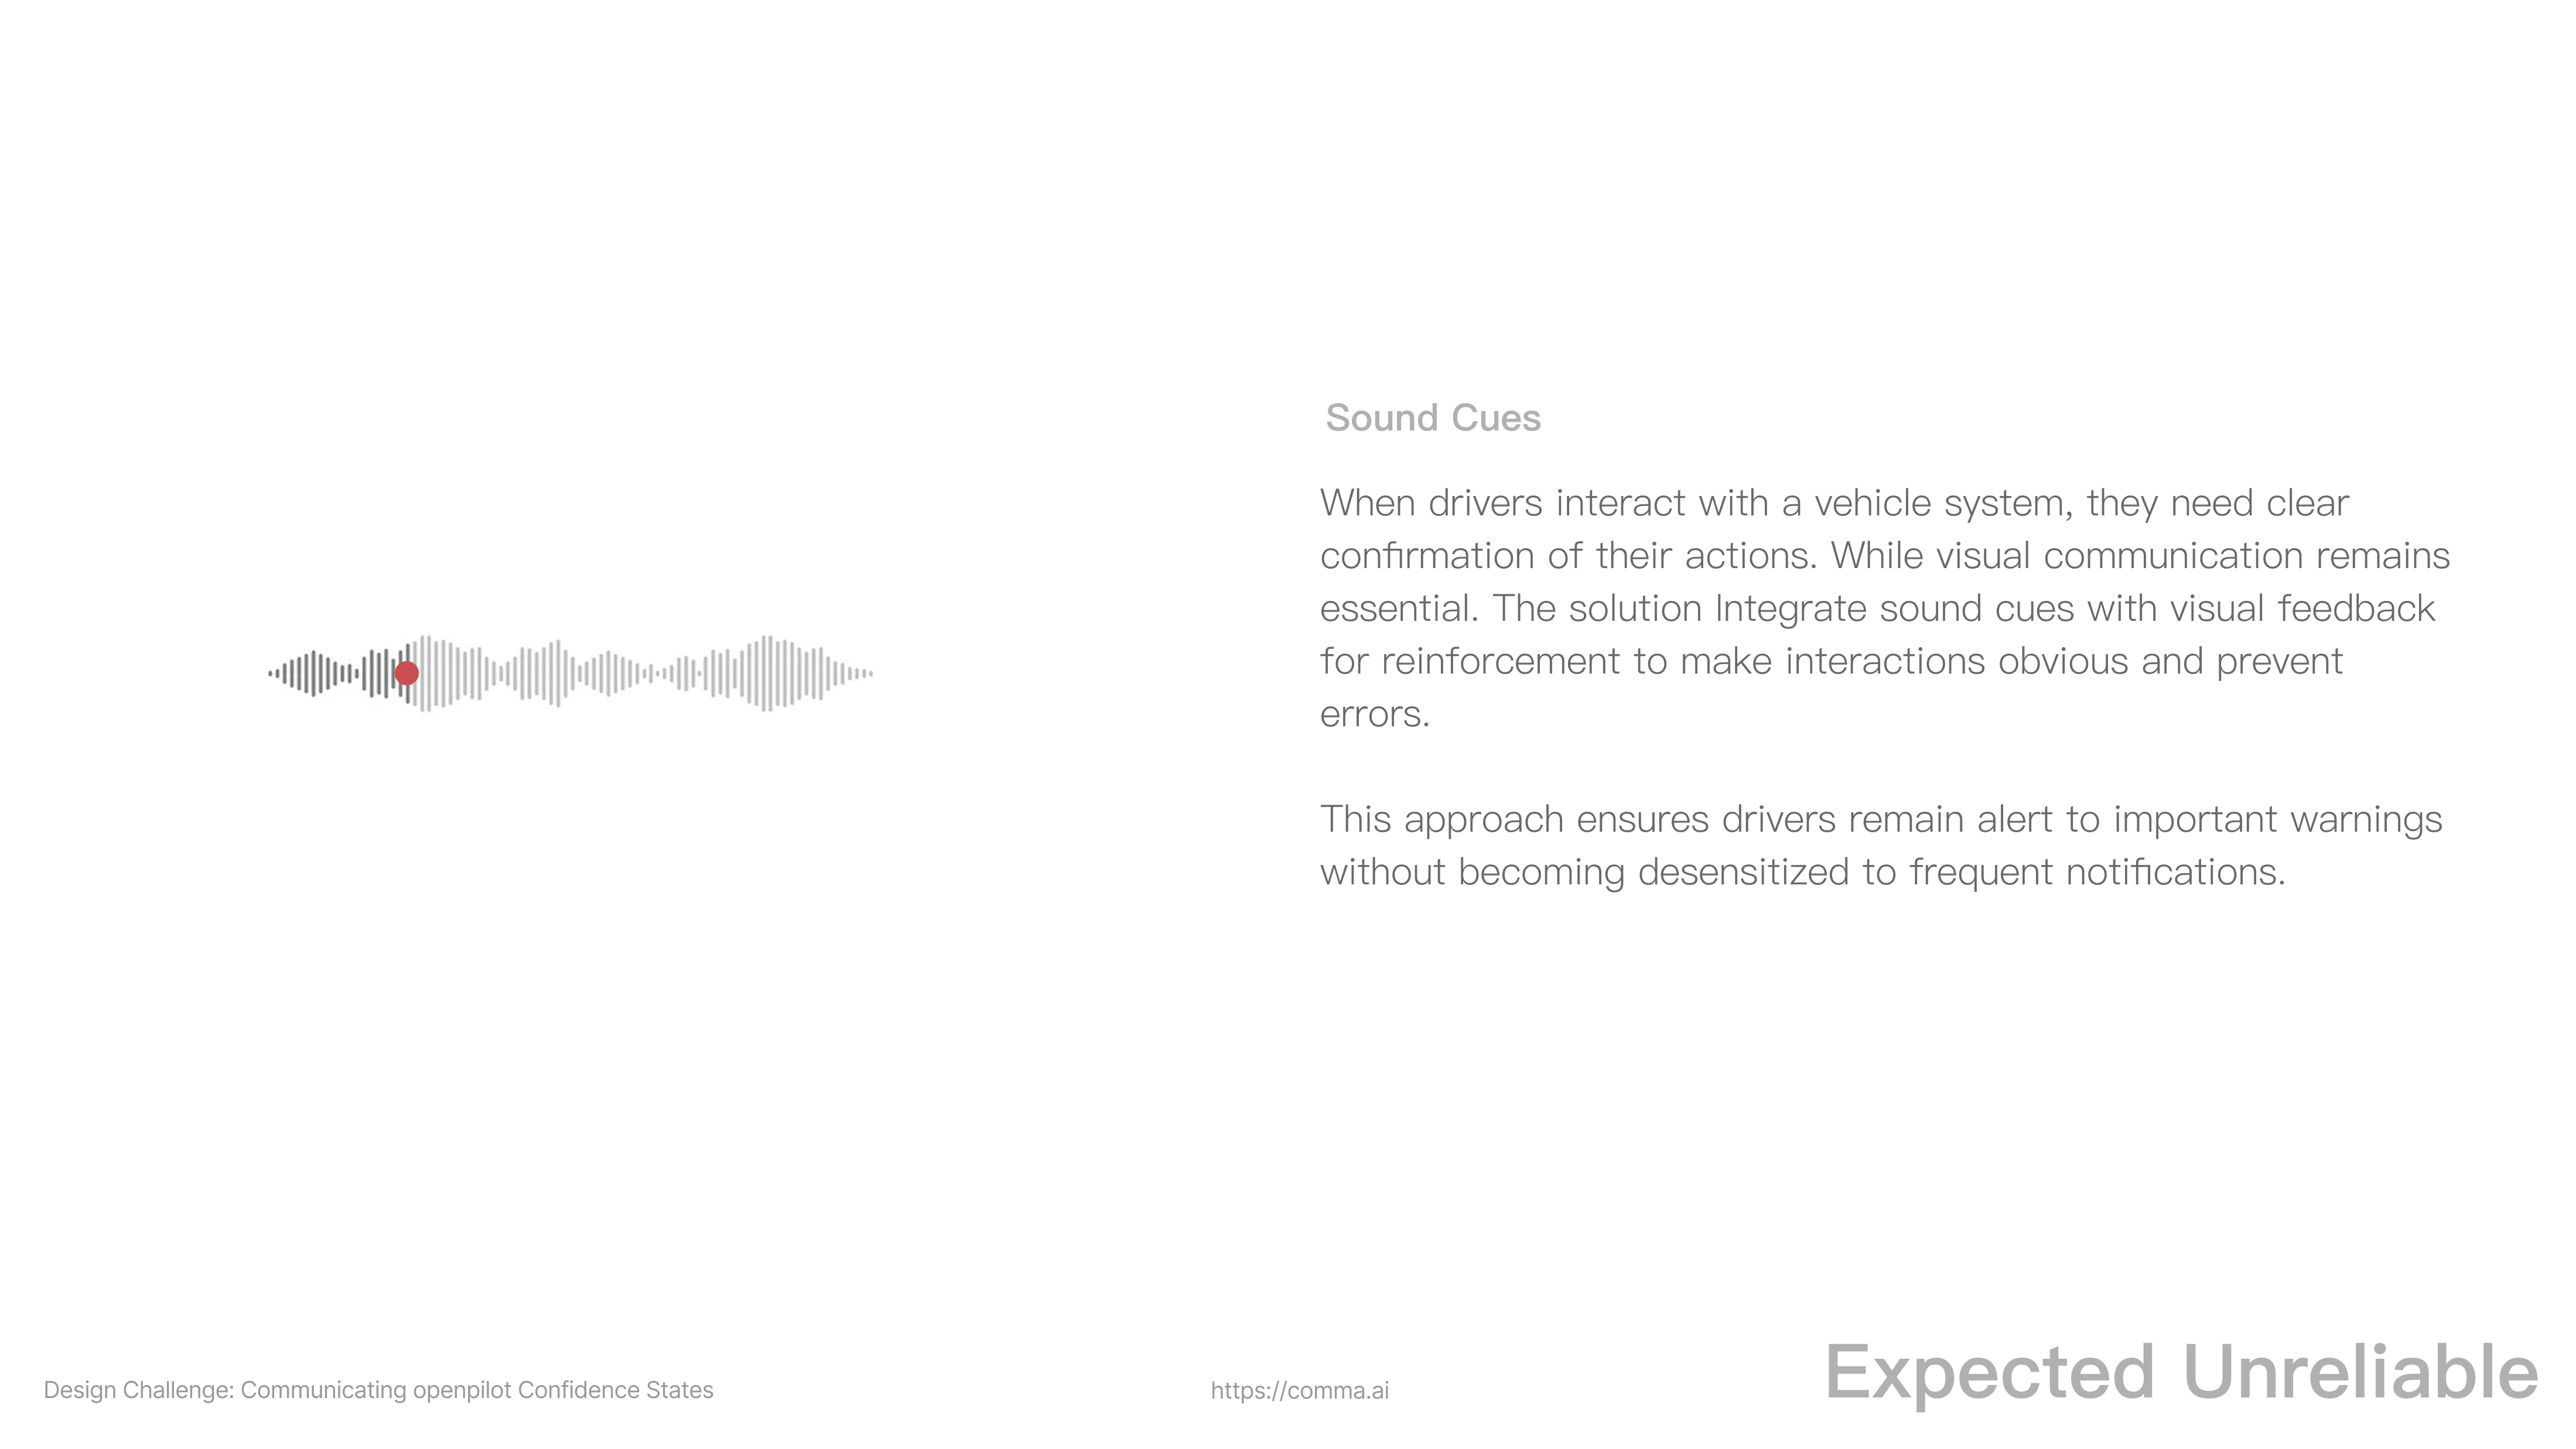 Sound Cues
When drivers interact with a vehicle system, they need clear
confirmation of their actions. While visual communication remains
essential. The solution Integrate sound cues with visual feedback
for reinforcement to make interactions obvious and prevent
errors.
This approach ensures drivers remain alert to important warnings
without becoming desensitized to frequent notifications.
Design Challenge: Communicating openpilot Confidence States
https://comma.ai
Expected Unreliable